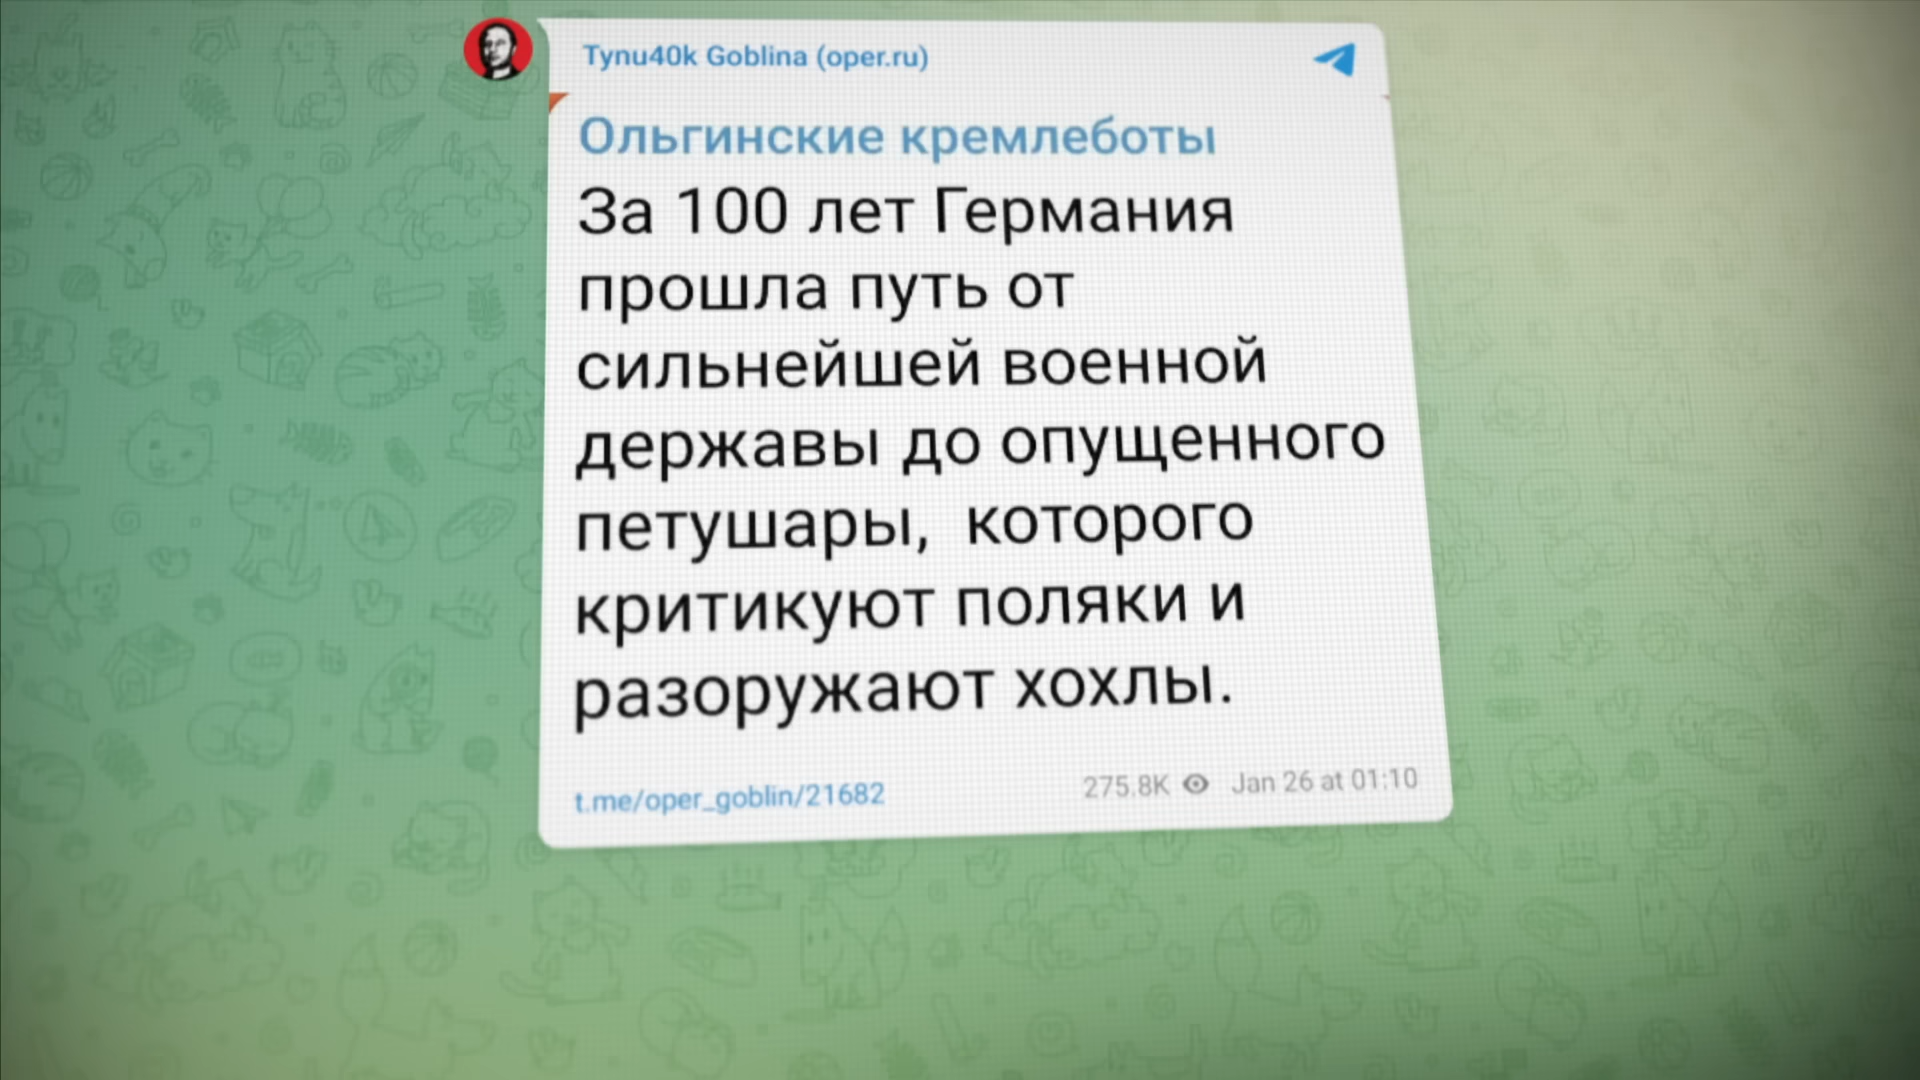 Tynu40k Goblina (oper.ru)
Ольгинские кремлеботы
За 100 лет Германия
прошла путь от
сильнейшей военной
державы до опущенного
петушары, которого
критикуют поляки и
разоружают хохлы.
t.me/oper_goblin/21682 275.8K Jan 26 at 01:10